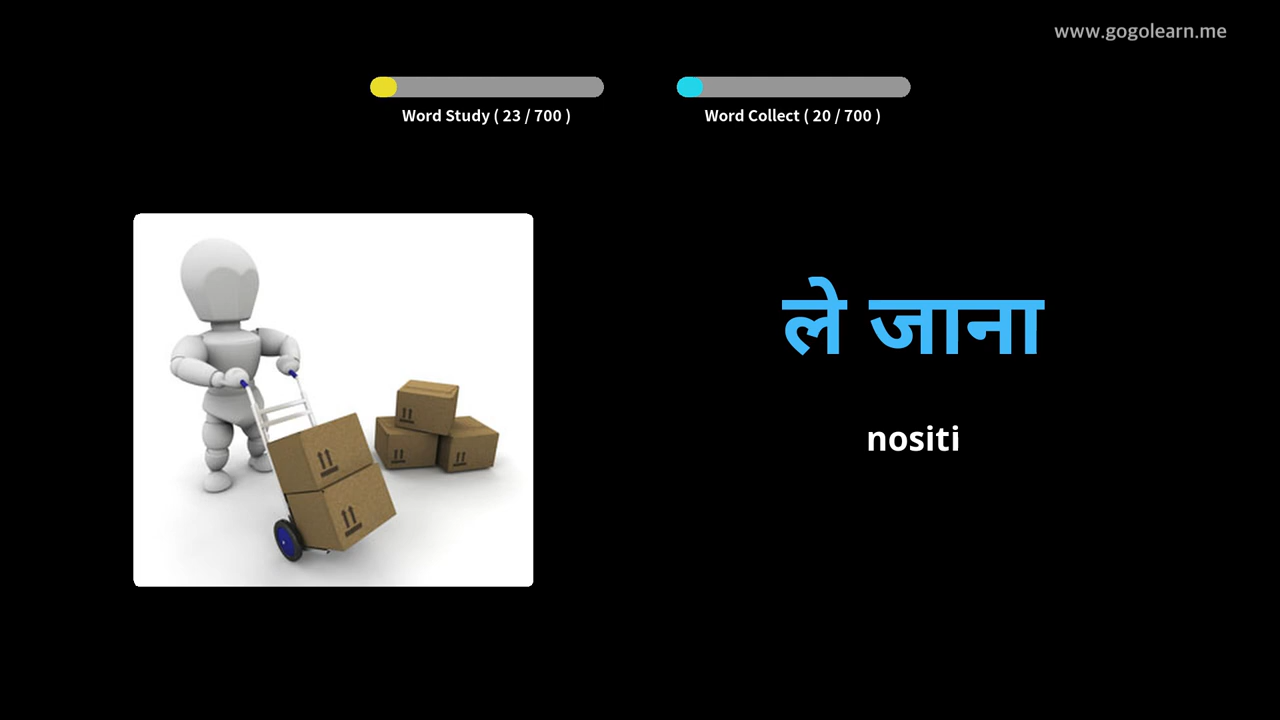 www.gogolearn.me
Word Study ( 23 / 700 )
Word Collect ( 20 / 700 )
ले जाना
nositi